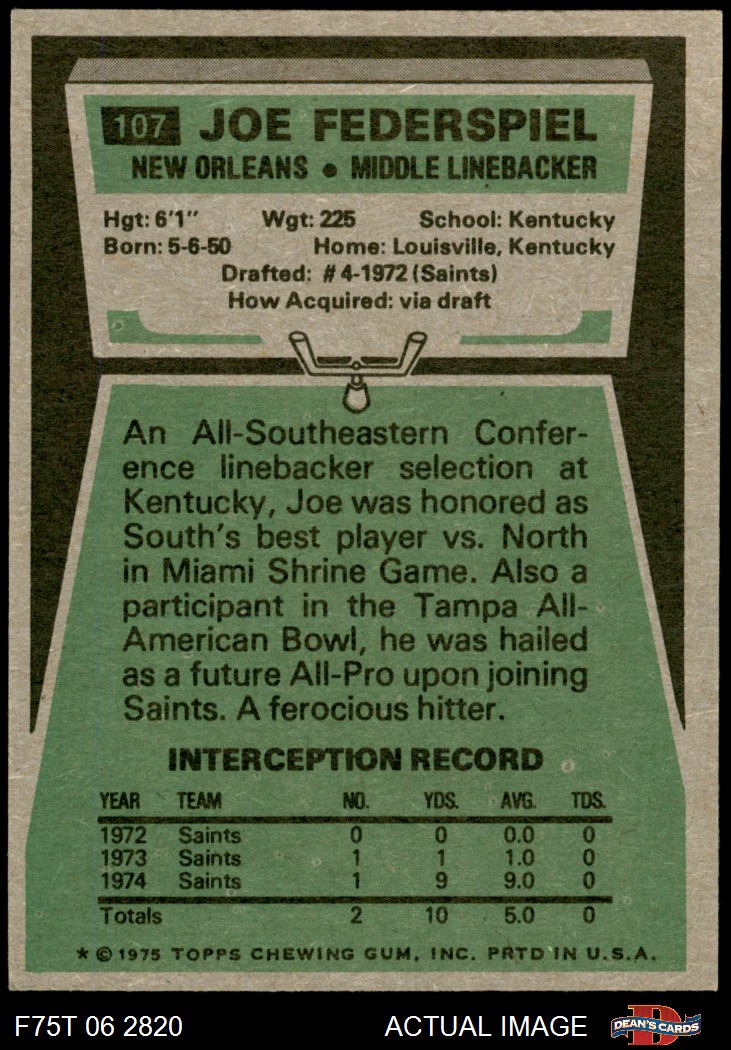 107 JOE FEDERSPIEL
NEW ORLEANS • MIDDLE LINEBACKER
Hgt: 6'1" Wgt: 225 School: Kentucky
Born: 5-6-50 Home: Louisville, Kentucky
Drafted: #4-1972 (Saints)
How Acquired: via draft
An All-Southeastern Confer-
ence linebacker selection at
Kentucky, Joe was honored as
South's best player vs. North
in Miami Shrine Game. Also a
participant in the Tampa All-
American Bowl, he was hailed
as a future All-Pro upon joining
Saints. A ferocious hitter.
INTERCEPTION RECORD
YEAR TEAM NO. YDS. AVG. TDS.
1972 Saints 0 0 0.0 0
1973 Saints 1 1 1.0 0
1974 Saints 1 9 9.0 0
Totals 2 10 5.0 0
* © 1975 TOPPS CHEWING GUM, INC. PRTD IN U.S.A.
F75T 06 2820 ACTUAL IMAGE D DEAN'S CARDS